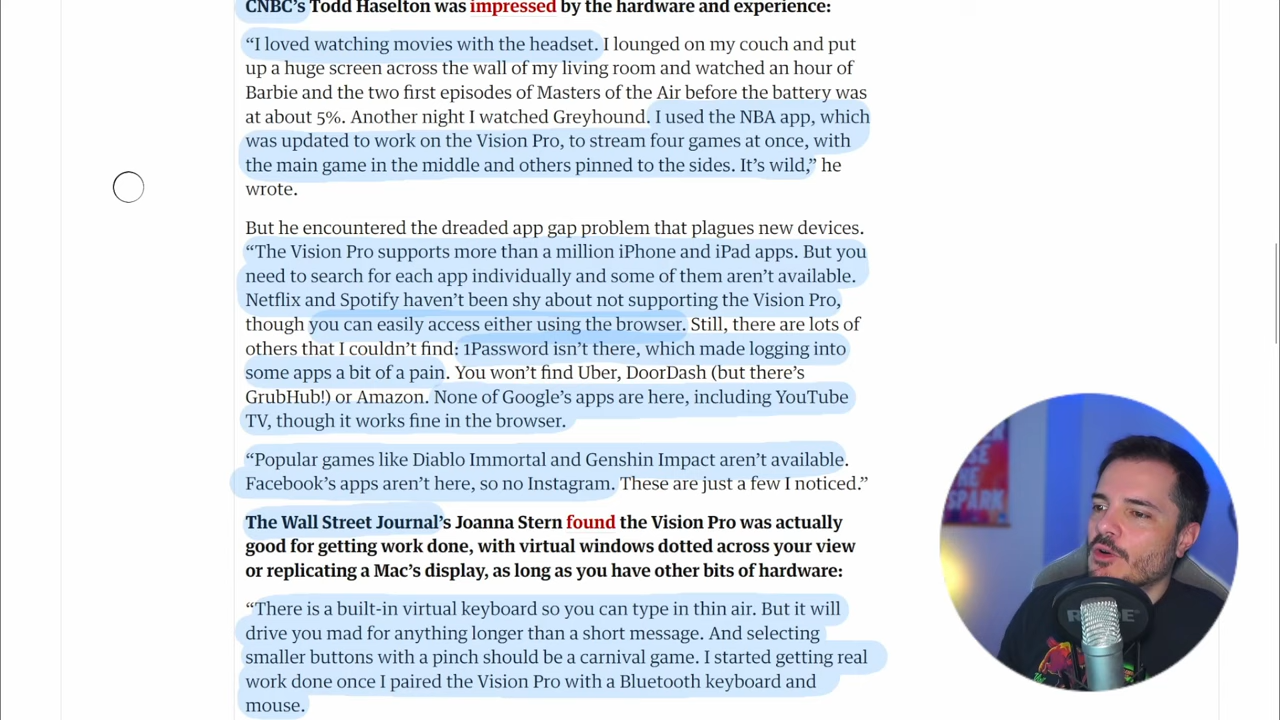 CNBC’s Todd Haselton was impressed by the hardware and experience:
“I loved watching movies with the headset. I lounged on my couch and put
up a huge screen across the wall of my living room and watched an hour of
Barbie and the two first episodes of Masters of the Air before the battery was
at about 5%. Another night I watched Greyhound. I used the NBA app, which
was updated to work on the Vision Pro, to stream four games at once, with
the main game in the middle and others pinned to the sides. It’s wild,” he
wrote.
But he encountered the dreaded app gap problem that plagues new devices.
“The Vision Pro supports more than a million iPhone and iPad apps. But you
need to search for each app individually and some of them aren’t available.
Netflix and Spotify haven’t been shy about not supporting the Vision Pro,
though you can easily access either using the browser. Still, there are lots of
others that I couldn’t find: 1Password isn’t there, which made logging into
some apps a bit of a pain. You won’t find Uber, DoorDash (but there’s
GrubHub!) or Amazon. None of Google’s apps are here, including YouTube
TV, though it works fine in the browser.
“Popular games like Diablo Immortal and Genshin Impact aren’t available.
Facebook’s apps aren’t here, so no Instagram. These are just a few I noticed.”
The Wall Street Journal’s Joanna Stern found the Vision Pro was actually
good for getting work done, with virtual windows dotted across your view
or replicating a Mac’s display, as long as you have other bits of hardware:
“There is a built-in virtual keyboard so you can type in thin air. But it will
drive you mad for anything longer than a short message. And selecting
smaller buttons with a pinch should be a carnival game. I started getting real
work done once I paired the Vision Pro with a Bluetooth keyboard and
mouse.
THE
SPARK